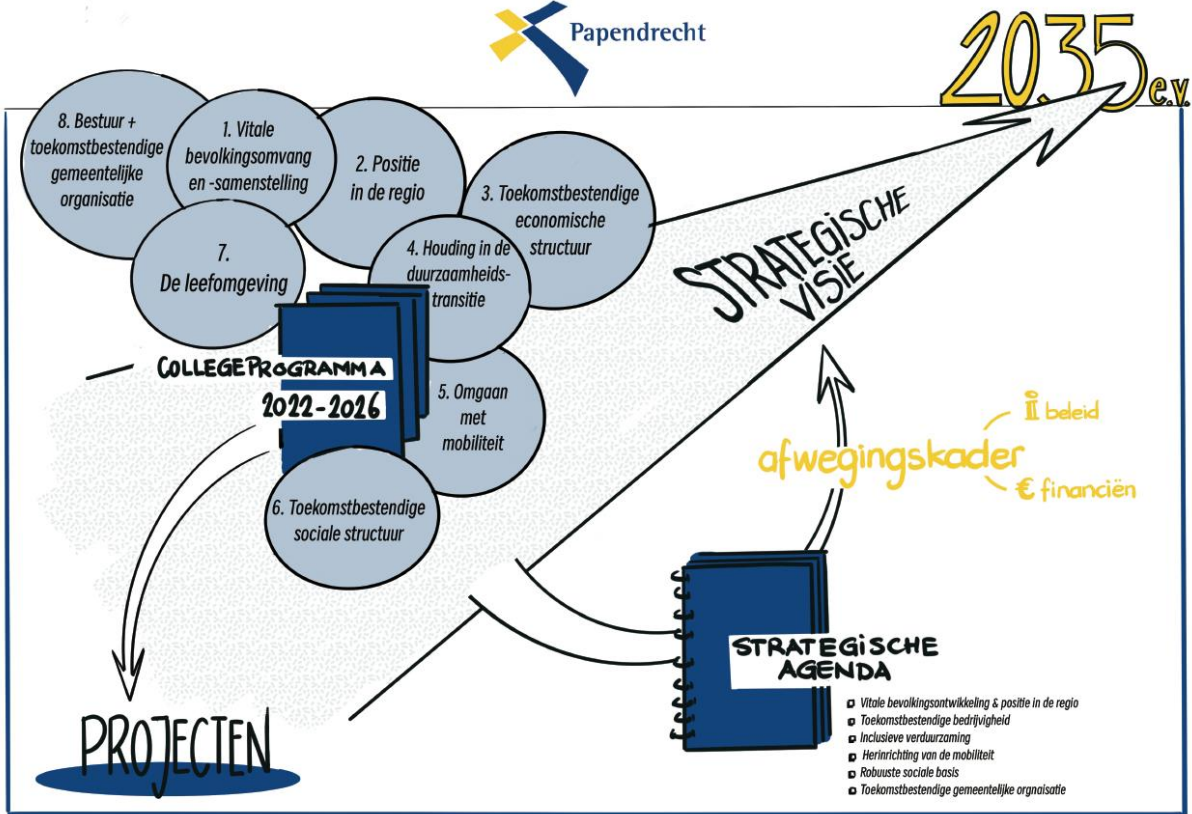 Papendrecht
2035 e.v.
8. Bestuur +
toekomstbestendige
gemeentelijke
organisatie
1. Vitale
bevolkingsomvang
en -samenstelling
2. Positie
in de regio
3. Toekomstbestendige
economische
structuur
4. Houding in de
duurzaamheids-
transitie
7.
De leefomgeving
COLLEGEPROGRAMMA
2022-2026
5. Omgaan
met
mobiliteit
6. Toekomstbestendige
sociale structuur
STRATEGISCHE
VISIE
afwegingskader
i beleid
€ financiën
PROJECTEN
STRATEGISCHE
AGENDA
Vitale bevolkingsontwikkeling & positie in de regio
Toekomstbestendige bedrijvigheid
Inclusieve verduurzaming
Herinrichting van de mobiliteit
Robuuste sociale basis
Toekomstbestendige gemeentelijke orgnaisatie